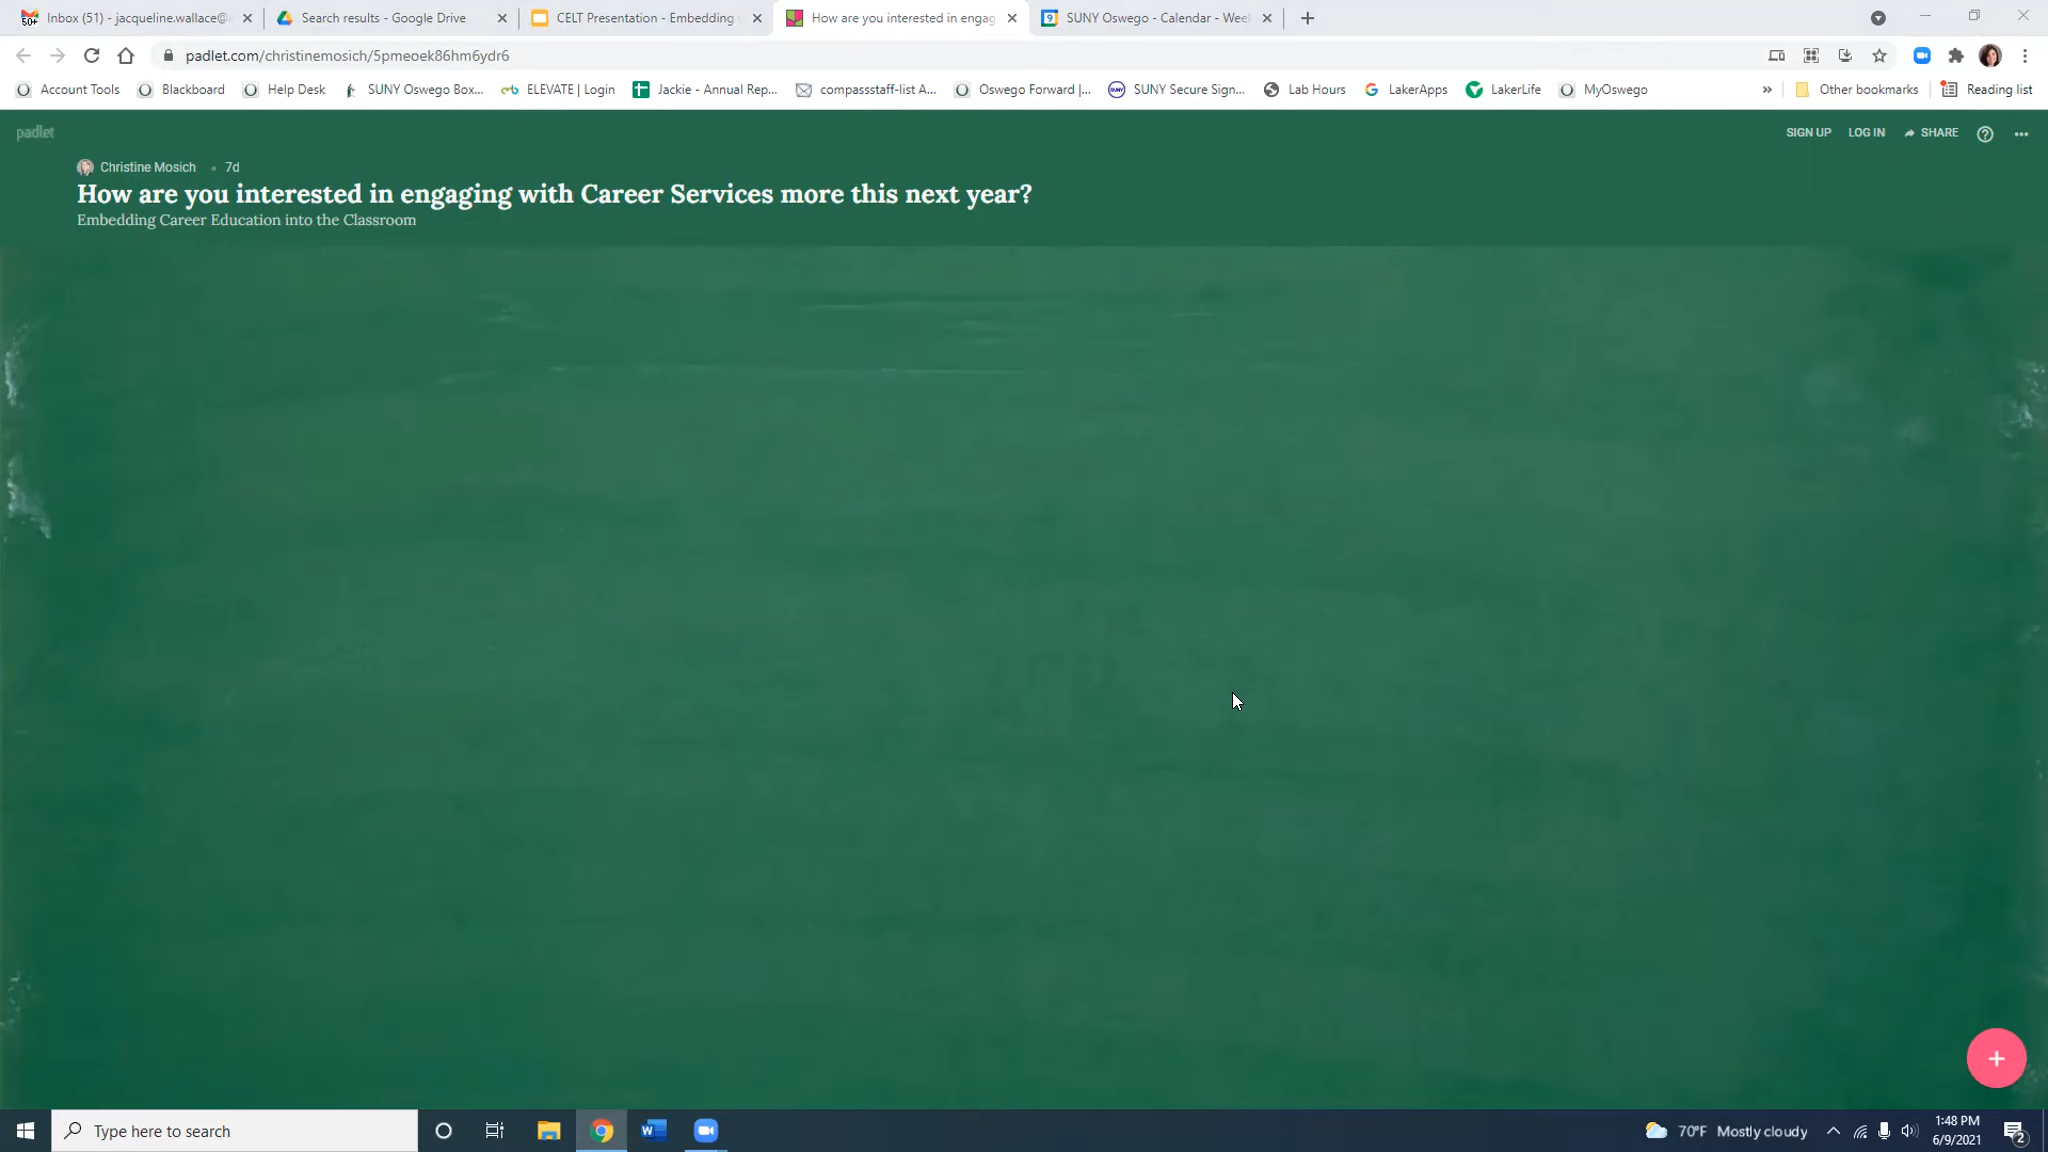 50+ Inbox (51) - jacqueline.wallace@ Search results - Google Drive CELT Presentation - Embedding How are you interested in engag 9 SUNY Oswego - Calendar - Week
padlet.com/christinemosich/5pmeoek86hm6ydr6
Account Tools Blackboard Help Desk SUNY Oswego Box... ELEVATE | Login Jackie - Annual Rep... compassstaff-list A... Oswego Forward |... SUNY Secure Sign... Lab Hours LakerApps LakerLife MyOswego » Other bookmarks Reading list
padlet SIGN UP LOG IN SHARE
Christine Mosich • 7d
How are you interested in engaging with Career Services more this next year?
Embedding Career Education into the Classroom
Type here to search 70°F Mostly cloudy 1:48 PM
6/9/2021 2